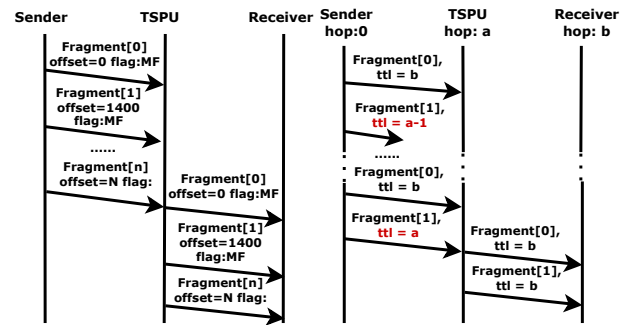 Sender
TSPU
Receiver
Fragment[0]
offset=0 flag:MF
Fragment[1]
offset=1400
flag:MF
......
Fragment[n]
offset=N flag:
Fragment[0]
offset=0 flag:MF
Fragment[1]
offset=1400
flag:MF
Fragment[n]
offset=N flag:
Sender
hop:0
TSPU
hop: a
Receiver
hop: b
Fragment[0],
ttl = b
Fragment[1],
ttl = a-1
......
Fragment[0],
ttl = b
Fragment[1],
ttl = a
Fragment[0],
ttl = b
Fragment[1],
ttl = b